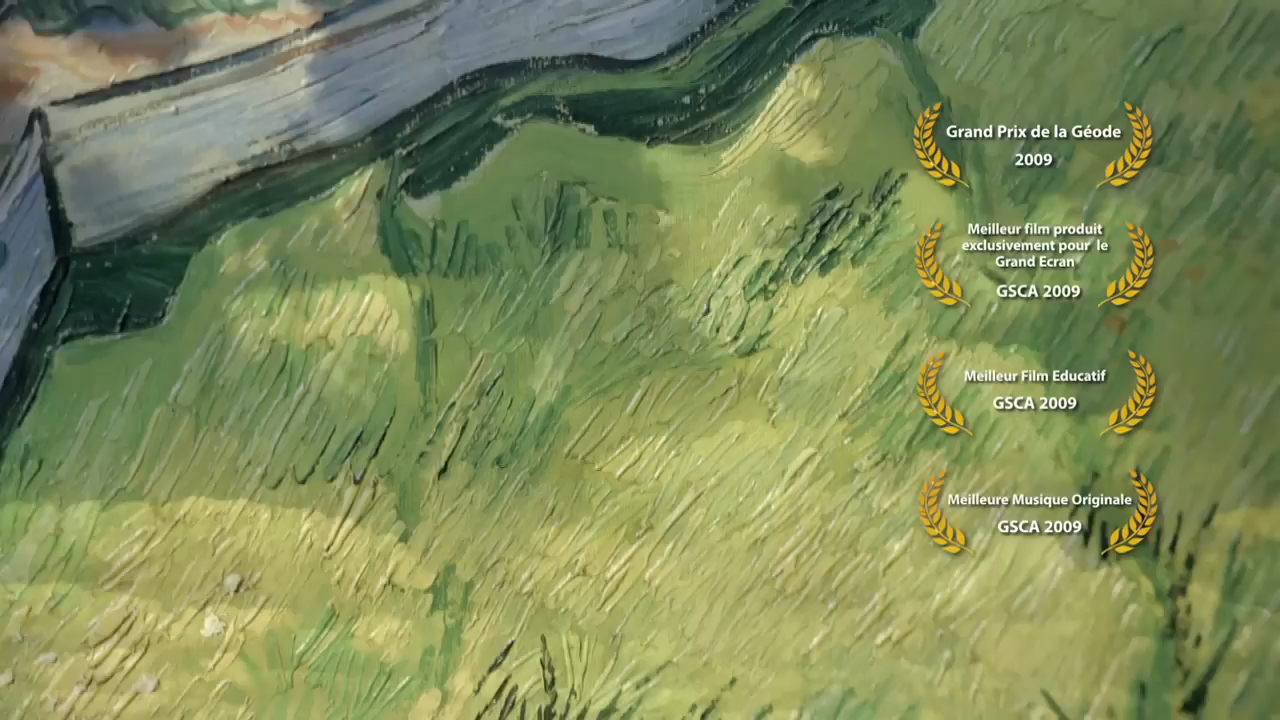 Grand Prix de la Géode
2009
Meilleur film produit
exclusivement pour le
Grand Ecran
GSCA 2009
Meilleur Film Educatif
GSCA 2009
Meilleure Musique Originale
GSCA 2009